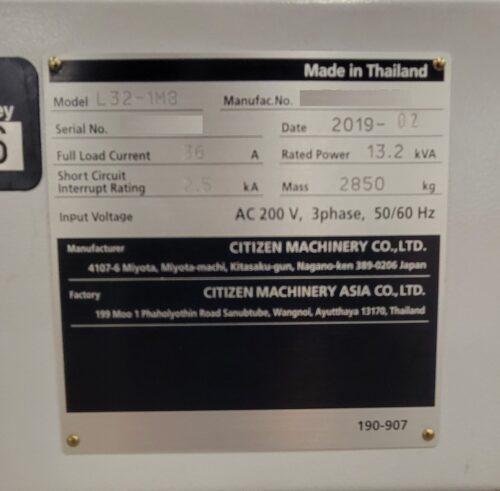 Made in Thailand
ey
6
Model L32-1M8 Manufac.No.
Serial No. Date 2019-02
Full Load Current 36 A Rated Power 13.2 kVA
Short Circuit
Interrupt Rating 2.5 kA Mass 2850 kg
Input Voltage AC 200 V, 3phase, 50/60 Hz
Manufacturer CITIZEN MACHINERY CO.,LTD.
4107-6 Miyota, Miyota-machi, Kitasaku-gun, Nagano-ken 389-0206 Japan
Factory CITIZEN MACHINERY ASIA CO.,LTD.
199 Moo 1 Phaholyothin Road Sanubtube, Wangnoi, Ayutthaya 13170, Thailand
190-907